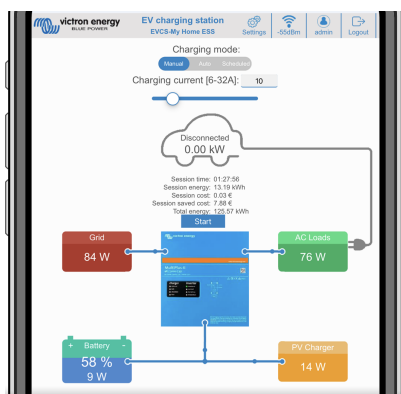 victron energy
BLUE POWER
EV charging station
EVCS-My Home ESS
Settings
-55dBm
admin
Logout
Charging mode:
Manual
Auto
Scheduled
Charging current [6-32A]:
10
Disconnected
0.00 kW
Session time: 01:27:56
Session energy: 13.19 kWh
Session cost: 0.03 €
Session saved cost: 7.88 €
Total energy: 125.57 kWh
Start
Grid
84 W
victron energy
AC Loads
76 W
+ Battery -
58 %
9 W
PV Charger
14 W